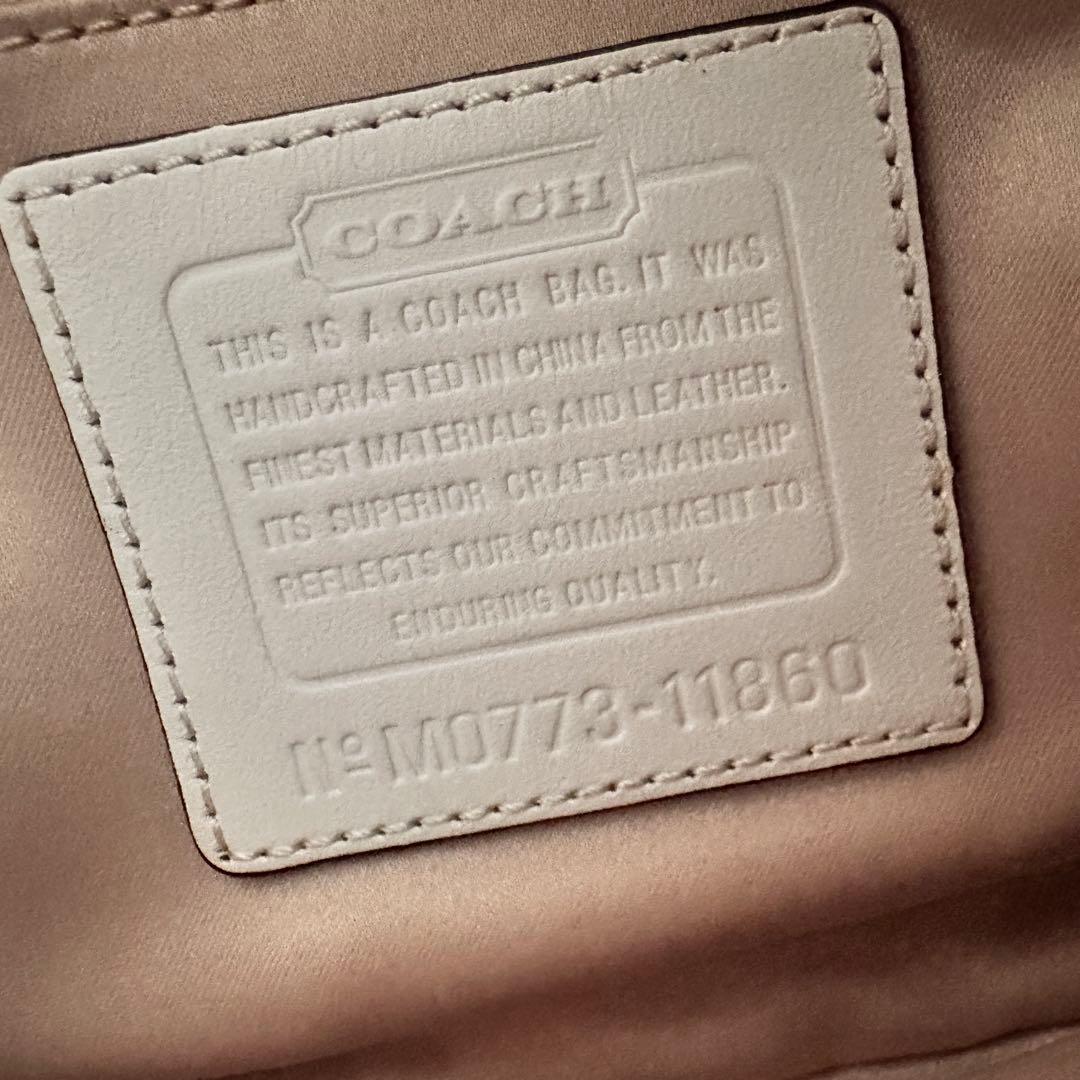 COACH
THIS IS A COACH BAG. IT WAS
HANDCRAFTED IN CHINA FROM THE
FINEST MATERIALS AND LEATHER.
ITS SUPERIOR CRAFTSMANSHIP
REFLECTS OUR COMMITMENT TO
ENDURING QUALITY.
Nº M0773-11860